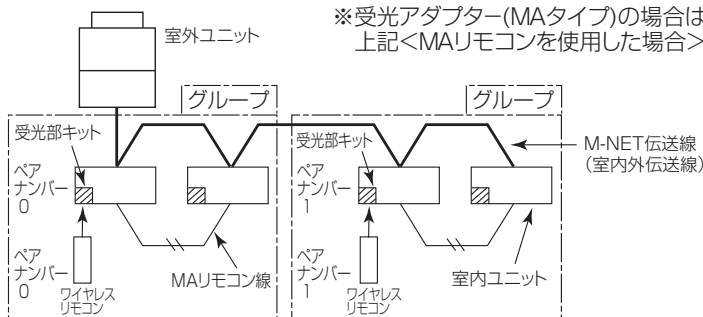 ※受光アダプター(MAタイプ)の場合は
上記<MAリモコンを使用した場合>
室外ユニット
グループ
グループ
受光部キット
受光部キット
M-NET伝送線
(室内外伝送線)
ペア
ナンバー
0
ペア
ナンバー
1
ペア
ナンバー
0
ペア
ナンバー
1
MAリモコン線
室内ユニット
ワイヤレス
リモコン
ワイヤレス
リモコン